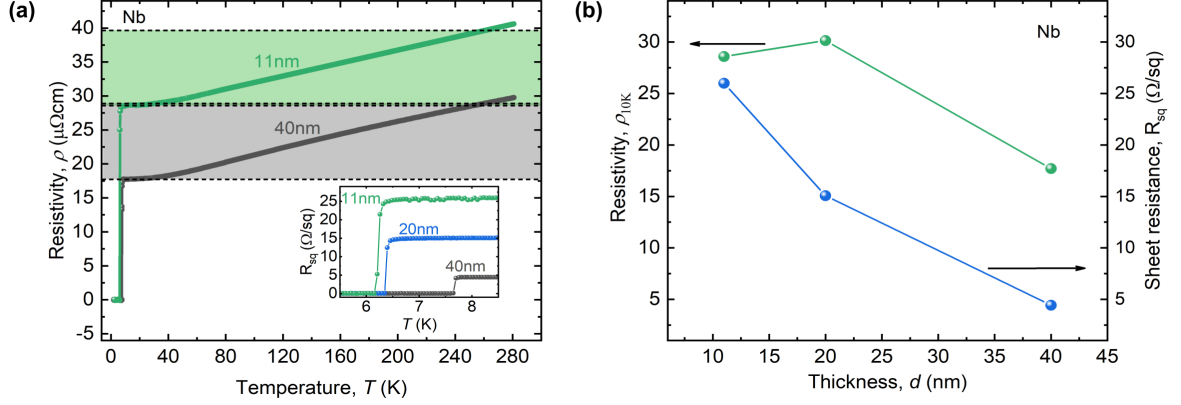 (a)
Nb
Resistivity, ρ (μΩcm)
40
35
30
25
20
15
10
5
0
-5
11nm
40nm
0 40 80 120 160 200 240 280
Temperature, T (K)
R_sq (Ω/sq)
25
20
15
10
5
0
11nm
20nm
40nm
6 7 8
T (K)
(b)
Nb
Resistivity, ρ10K
30
25
20
15
10
5
10 15 20 25 30 35 40 45
Thickness, d (nm)
30
25
20
15
10
5
Sheet resistance, R_sq (Ω/sq)